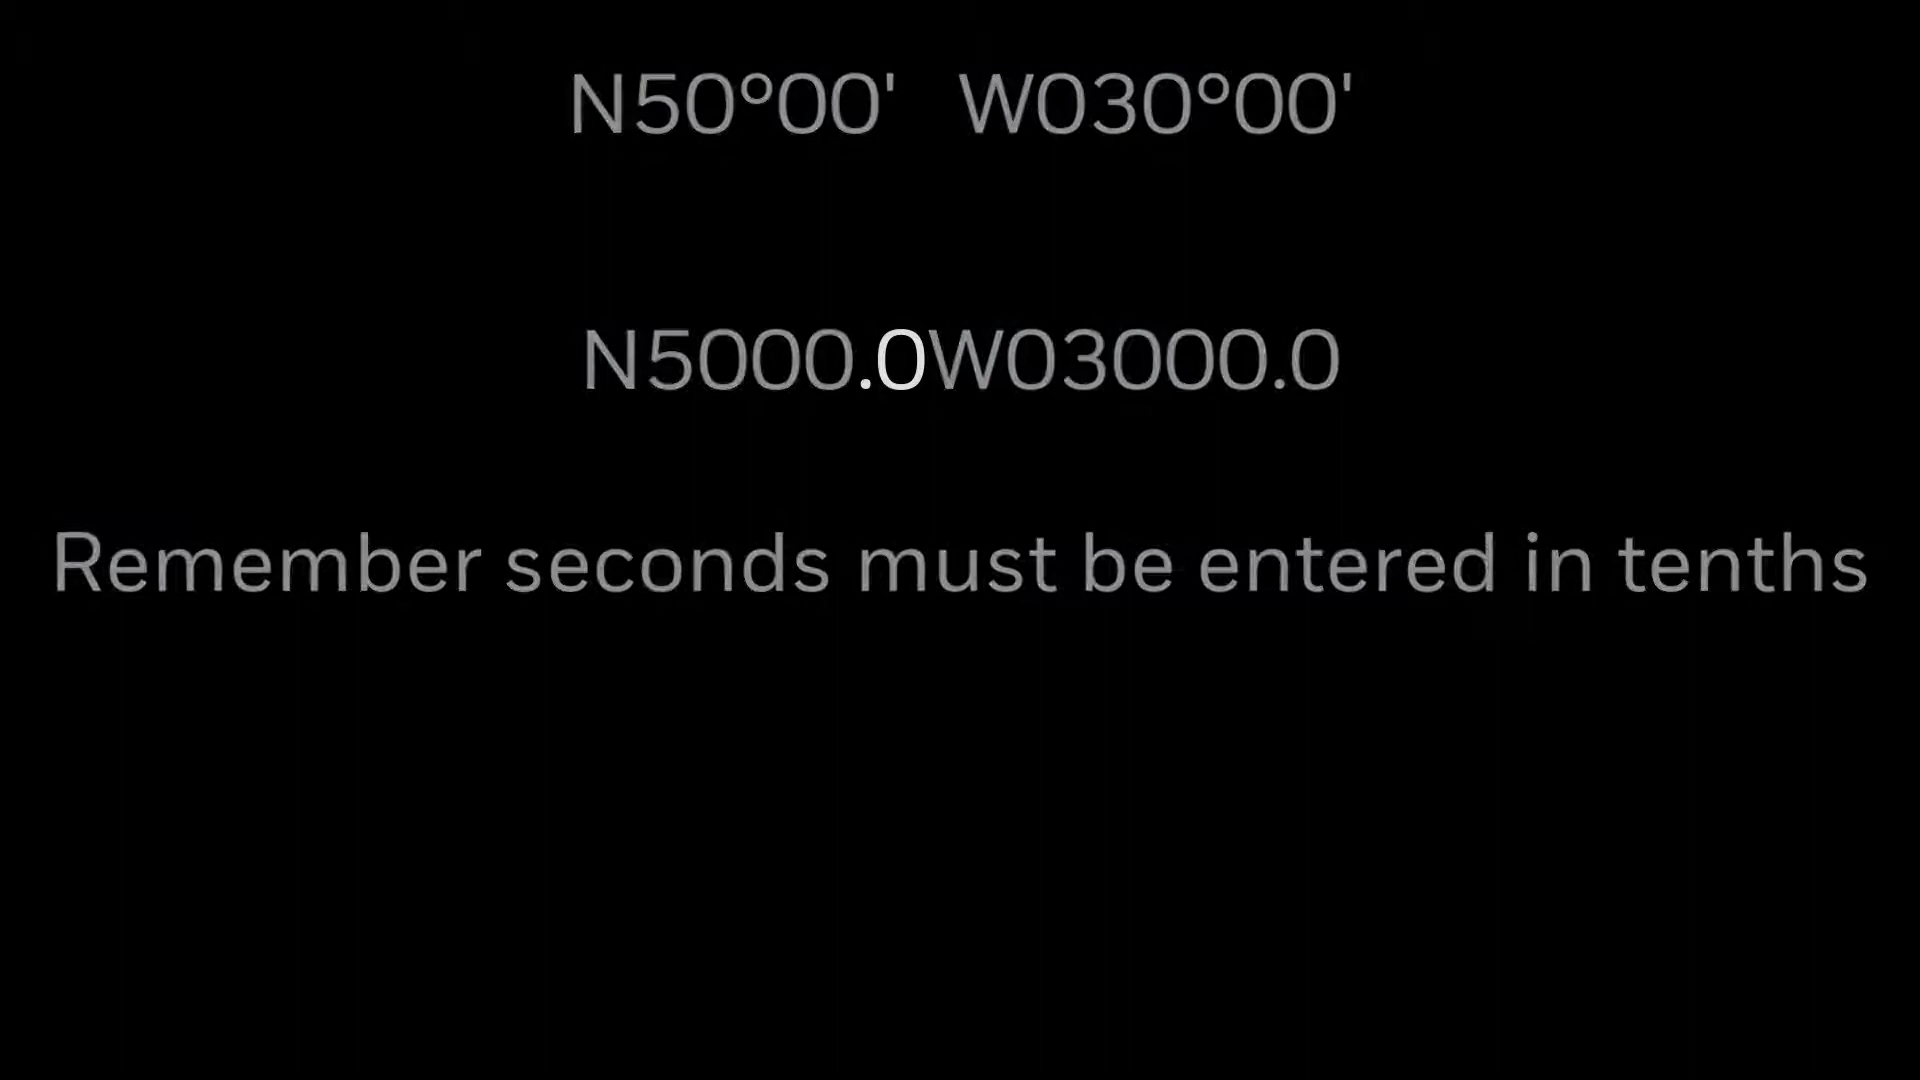 N50°00' W030°00'
N5000.0W03000.0
Remember seconds must be entered in tenths